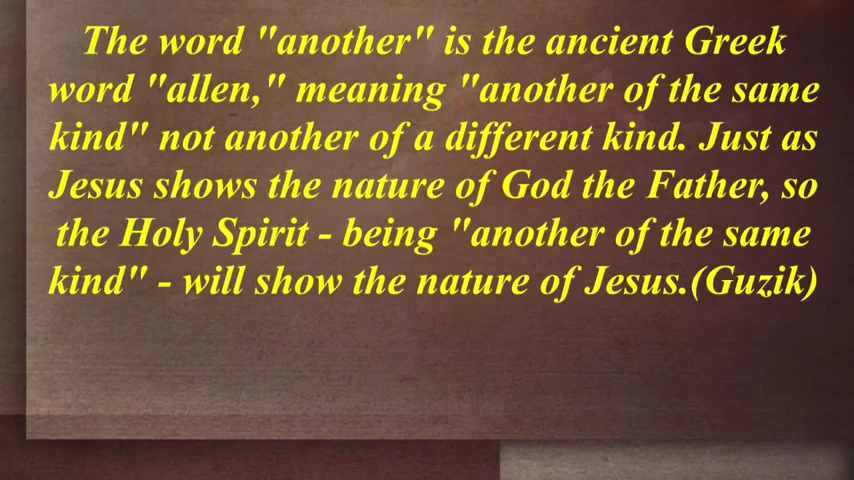 The word "another" is the ancient Greek
word "allen," meaning "another of the same
kind" not another of a different kind. Just as
Jesus shows the nature of God the Father, so
the Holy Spirit - being "another of the same
kind" - will show the nature of Jesus.(Guzik)